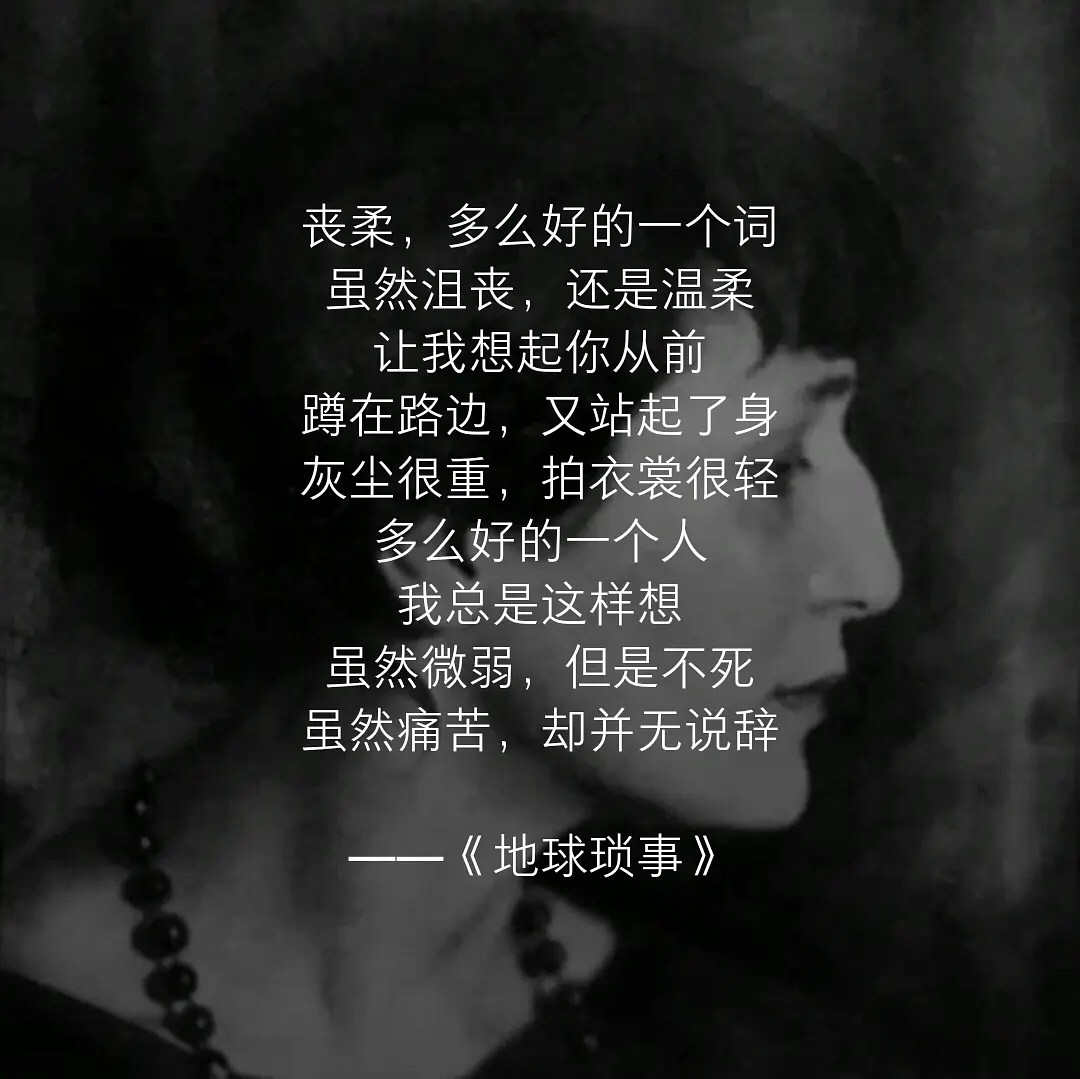 丧柔，多么好的一个词
虽然沮丧，还是温柔
让我想起你从前
蹲在路边，又站起了身
灰尘很重，拍衣裳很轻
多么好的一个人
我总是这样想
虽然微弱，但是不死
虽然痛苦，却并无说辞
——《地球琐事》